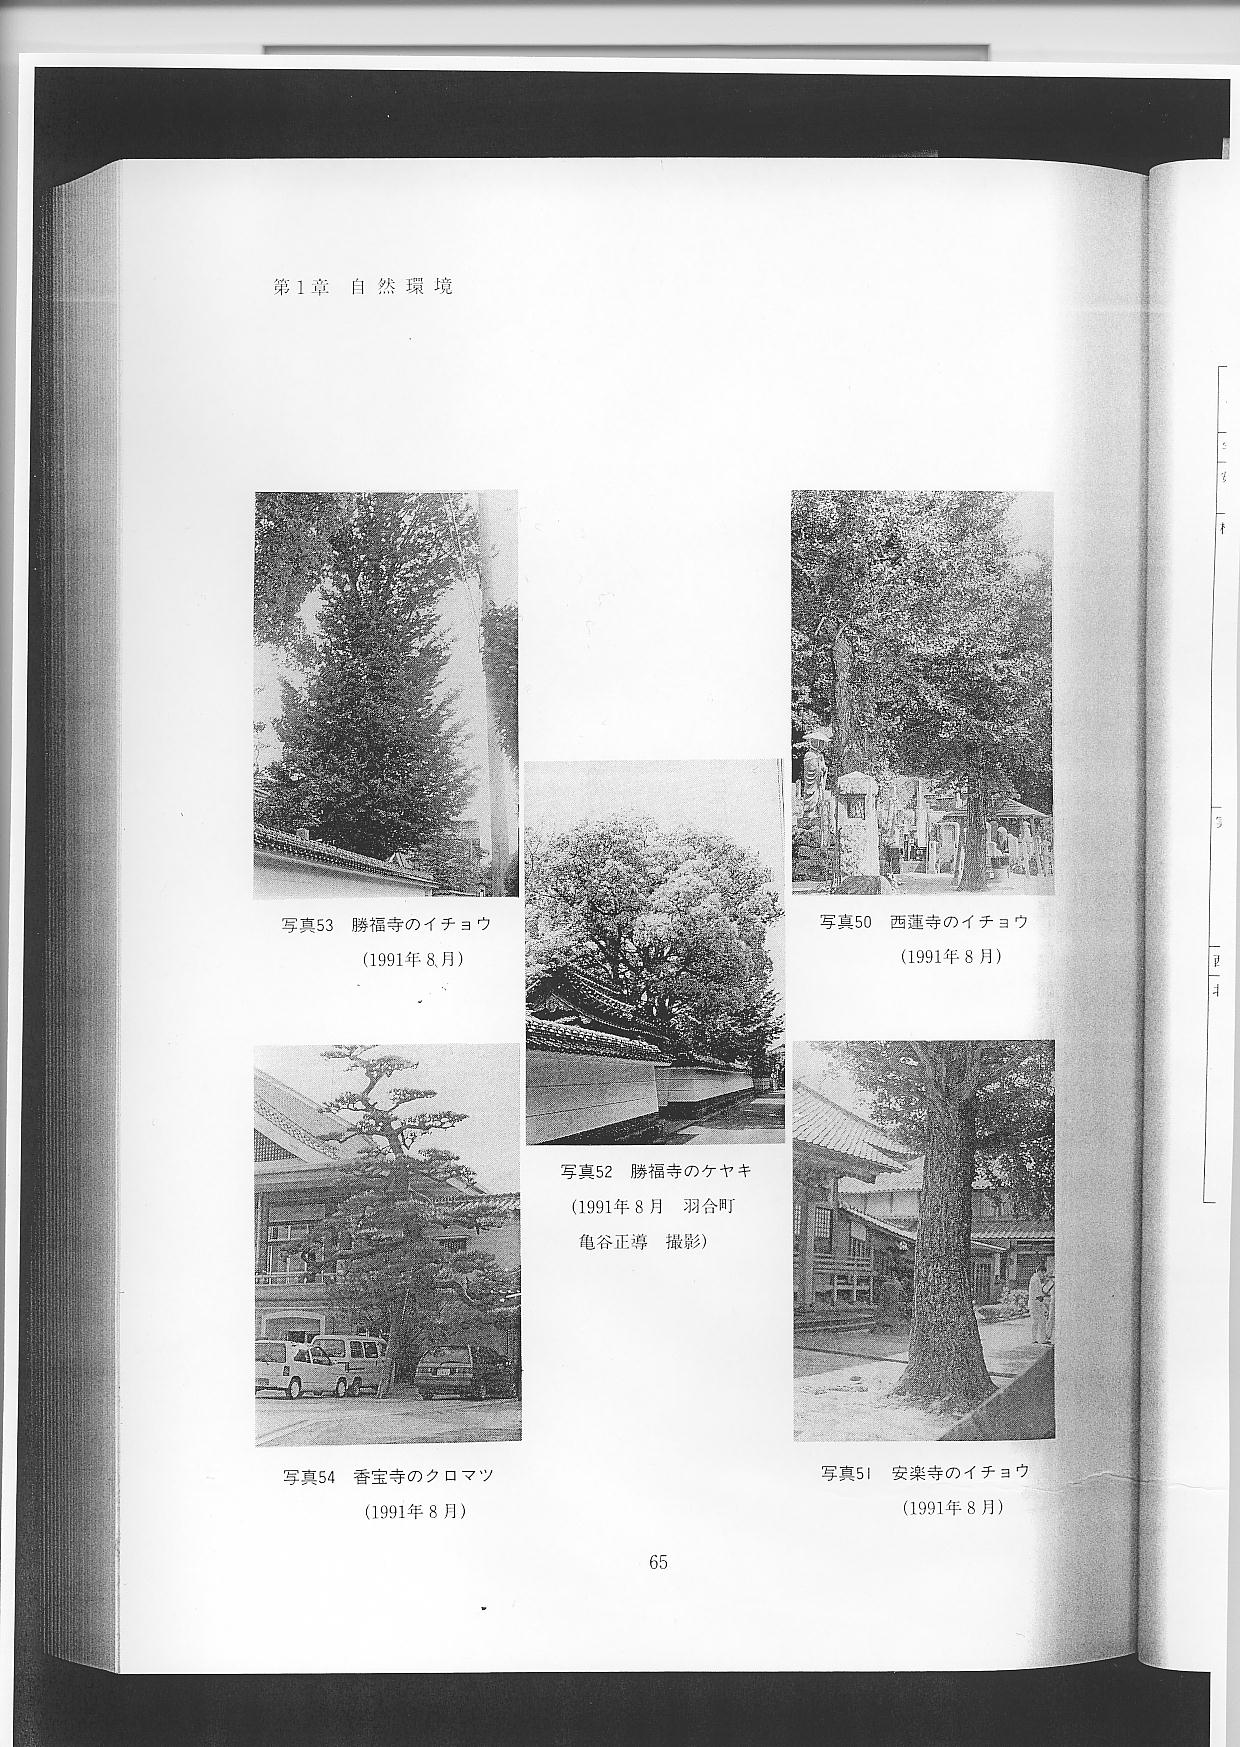 第1章 自然環境
写真53 勝福寺のイチョウ
(1991年8月)
写真50 西蓮寺のイチョウ
(1991年8月)
写真52 勝福寺のケヤキ
(1991年8月 羽合町
亀谷正導 撮影)
写真54 香宝寺のクロマツ
(1991年8月)
写真51 安楽寺のイチョウ
(1991年8月)
65